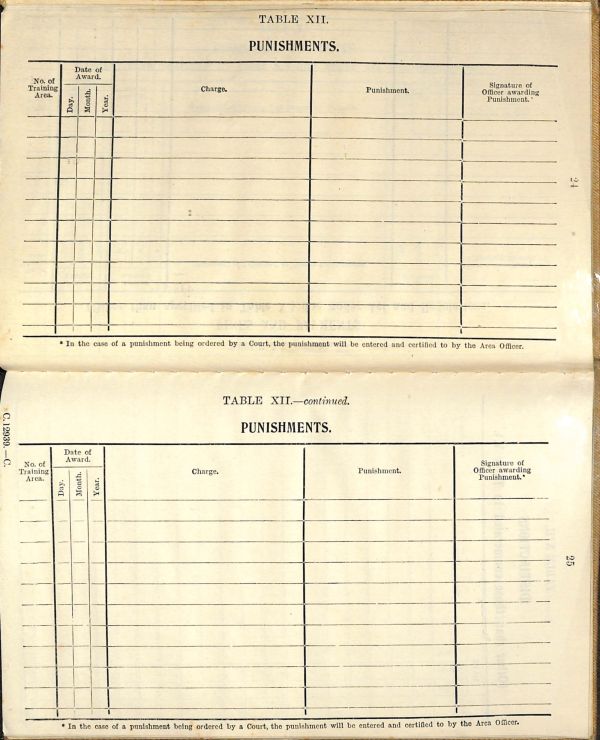 TABLE XII.
PUNISHMENTS.
No. of
Training
Area.
Date of
Award.
Day.
Month.
Year.
Charge.
Punishment.
Signature of
Officer awarding
Punishment.*
24
* In the case of a punishment being ordered by a Court, the punishment will be entered and certified to by the Area Officer.
C.12939.—C.
TABLE XII.—continued.
PUNISHMENTS.
No. of
Training
Area.
Date of
Award.
Day.
Month.
Year.
Charge.
Punishment.
Signature of
Officer awarding
Punishment.*
25
* In the case of a punishment being ordered by a Court, the punishment will be entered and certified to by the Area Officer.